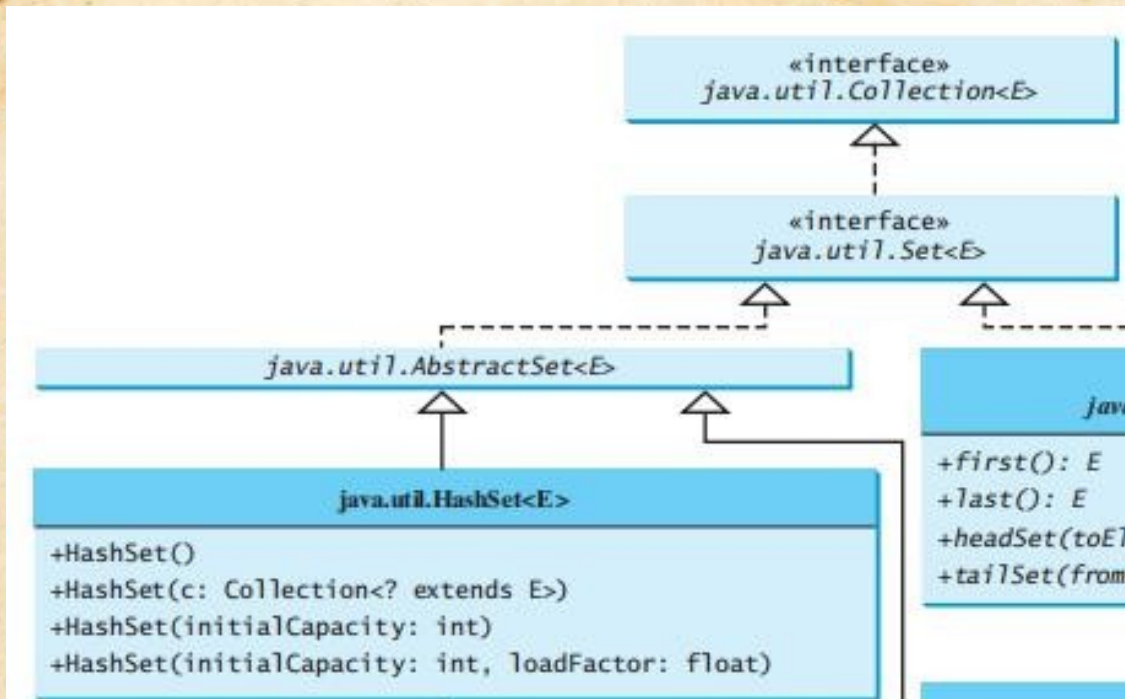 «interface»
java.util.Collection<E>
«interface»
java.util.Set<E>
java.util.AbstractSet<E>
java.util.HashSet<E>
+HashSet()
+HashSet(c: Collection<? extends E>)
+HashSet(initialCapacity: int)
+HashSet(initialCapacity: int, loadFactor: float)
+first(): E
+last(): E